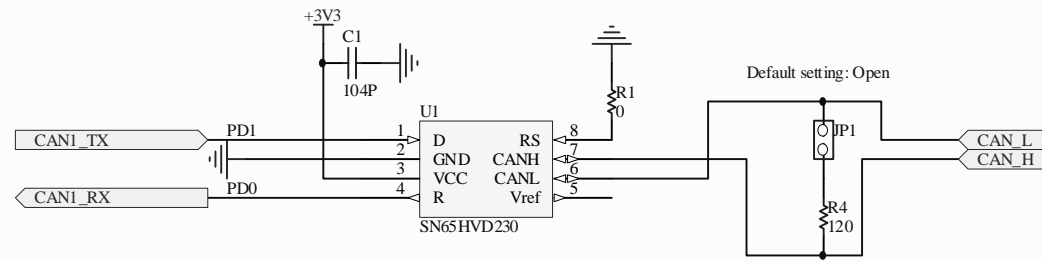 +3V3
C1
104P
R1
0
Default setting: Open
U1
CAN1_TX
PD1
1
D
RS
8
JP1
CAN_L
2
GND
CANH
7
CAN_H
3
VCC
CANL
6
CAN1_RX
PD0
4
R
Vref
5
R4
120
SN65HVD230